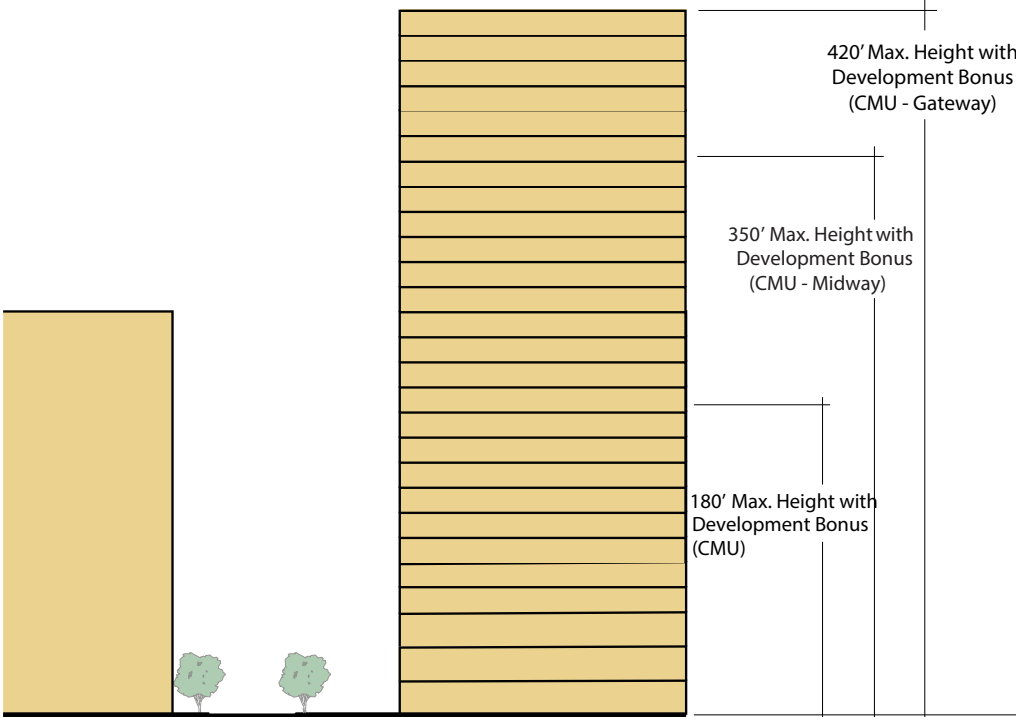 420’ Max. Height with
Development Bonus
(CMU - Gateway)
350’ Max. Height with
Development Bonus
(CMU - Midway)
180’ Max. Height with
Development Bonus
(CMU)